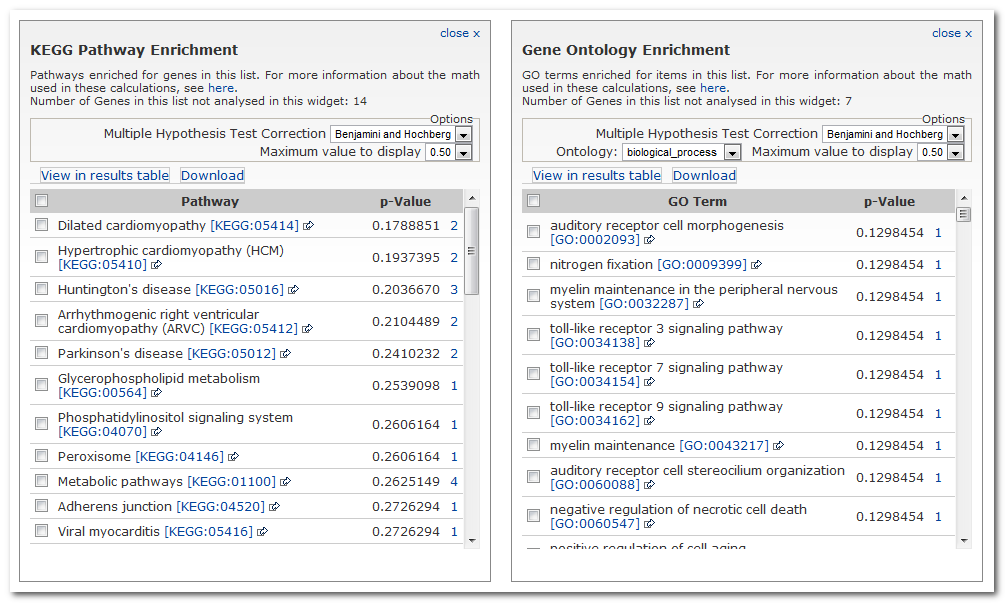 close x
KEGG Pathway Enrichment
Pathways enriched for genes in this list. For more information about the math
used in these calculations, see here.
Number of Genes in this list not analysed in this widget: 14
Options
Multiple Hypothesis Test Correction Benjamini and Hochberg
Maximum value to display 0.50
View in results table Download
Pathway p-Value
Dilated cardiomyopathy [KEGG:05414] 0.1788851 2
Hypertrophic cardiomyopathy (HCM)
[KEGG:05410] 0.1937395 2
Huntington's disease [KEGG:05016] 0.2036670 3
Arrhythmogenic right ventricular
cardiomyopathy (ARVC) [KEGG:05412] 0.2104489 2
Parkinson's disease [KEGG:05012] 0.2410232 2
Glycerophospholipid metabolism
[KEGG:00564] 0.2539098 1
Phosphatidylinositol signaling system
[KEGG:04070] 0.2606164 1
Peroxisome [KEGG:04146] 0.2606164 1
Metabolic pathways [KEGG:01100] 0.2625149 4
Adherens junction [KEGG:04520] 0.2726294 1
Viral myocarditis [KEGG:05416] 0.2726294 1
close x
Gene Ontology Enrichment
GO terms enriched for items in this list. For more information about the math
used in these calculations, see here.
Number of Genes in this list not analysed in this widget: 7
Options
Multiple Hypothesis Test Correction Benjamini and Hochberg
Ontology: biological_process Maximum value to display 0.50
View in results table Download
GO Term p-Value
auditory receptor cell morphogenesis
[GO:0002093] 0.1298454 1
nitrogen fixation [GO:0009399] 0.1298454 1
myelin maintenance in the peripheral nervous
system [GO:0032287] 0.1298454 1
toll-like receptor 3 signaling pathway
[GO:0034138] 0.1298454 1
toll-like receptor 7 signaling pathway
[GO:0034154] 0.1298454 1
toll-like receptor 9 signaling pathway
[GO:0034162] 0.1298454 1
myelin maintenance [GO:0043217] 0.1298454 1
auditory receptor cell stereocilium organization
[GO:0060088] 0.1298454 1
negative regulation of necrotic cell death
[GO:0060547] 0.1298454 1
positive regulation of cell aging